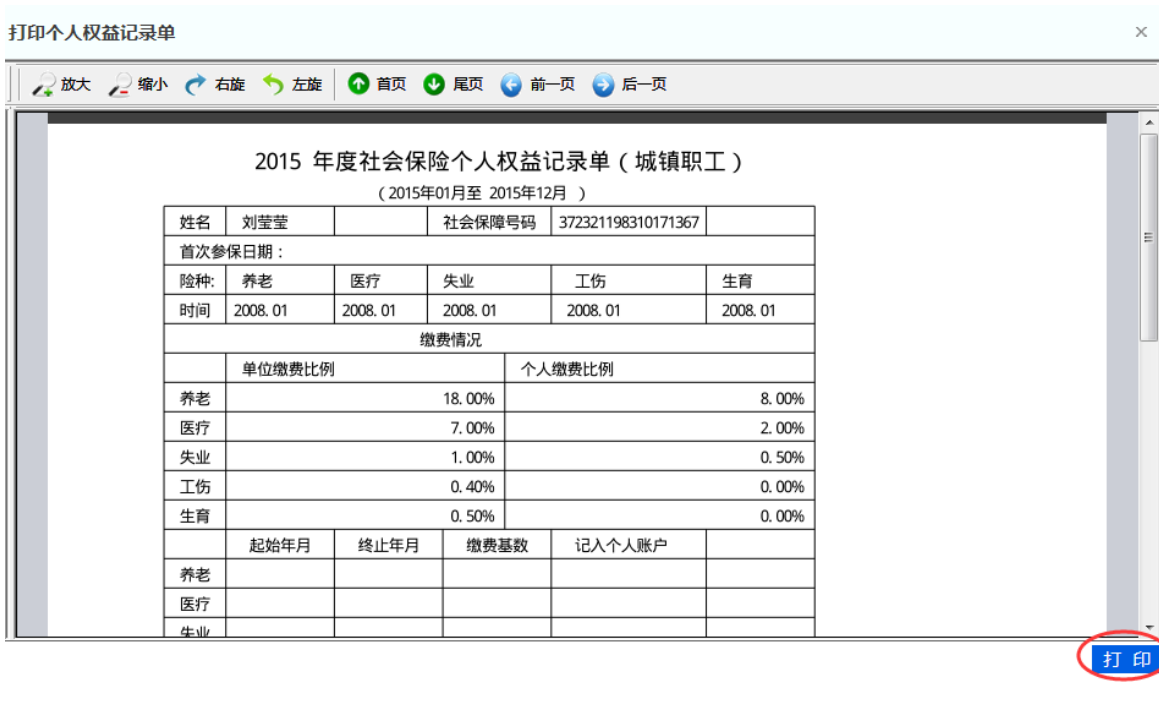 打印个人权益记录单 ×
放大 缩小 右旋 左旋 首页 尾页 前一页 后一页
2015 年度社会保险个人权益记录单（城镇职工）
（2015年01月至 2015年12月 ）
姓名 刘莹莹 社会保障号码 372321198310171367
首次参保日期：
险种: 养老 医疗 失业 工伤 生育
时间 2008. 01 2008. 01 2008. 01 2008. 01 2008. 01
缴费情况
单位缴费比例 个人缴费比例
养老 18. 00% 8. 00%
医疗 7. 00% 2. 00%
失业 1. 00% 0. 50%
工伤 0. 40% 0. 00%
生育 0. 50% 0. 00%
起始年月 终止年月 缴费基数 记入个人账户
养老
医疗
失业
打 印